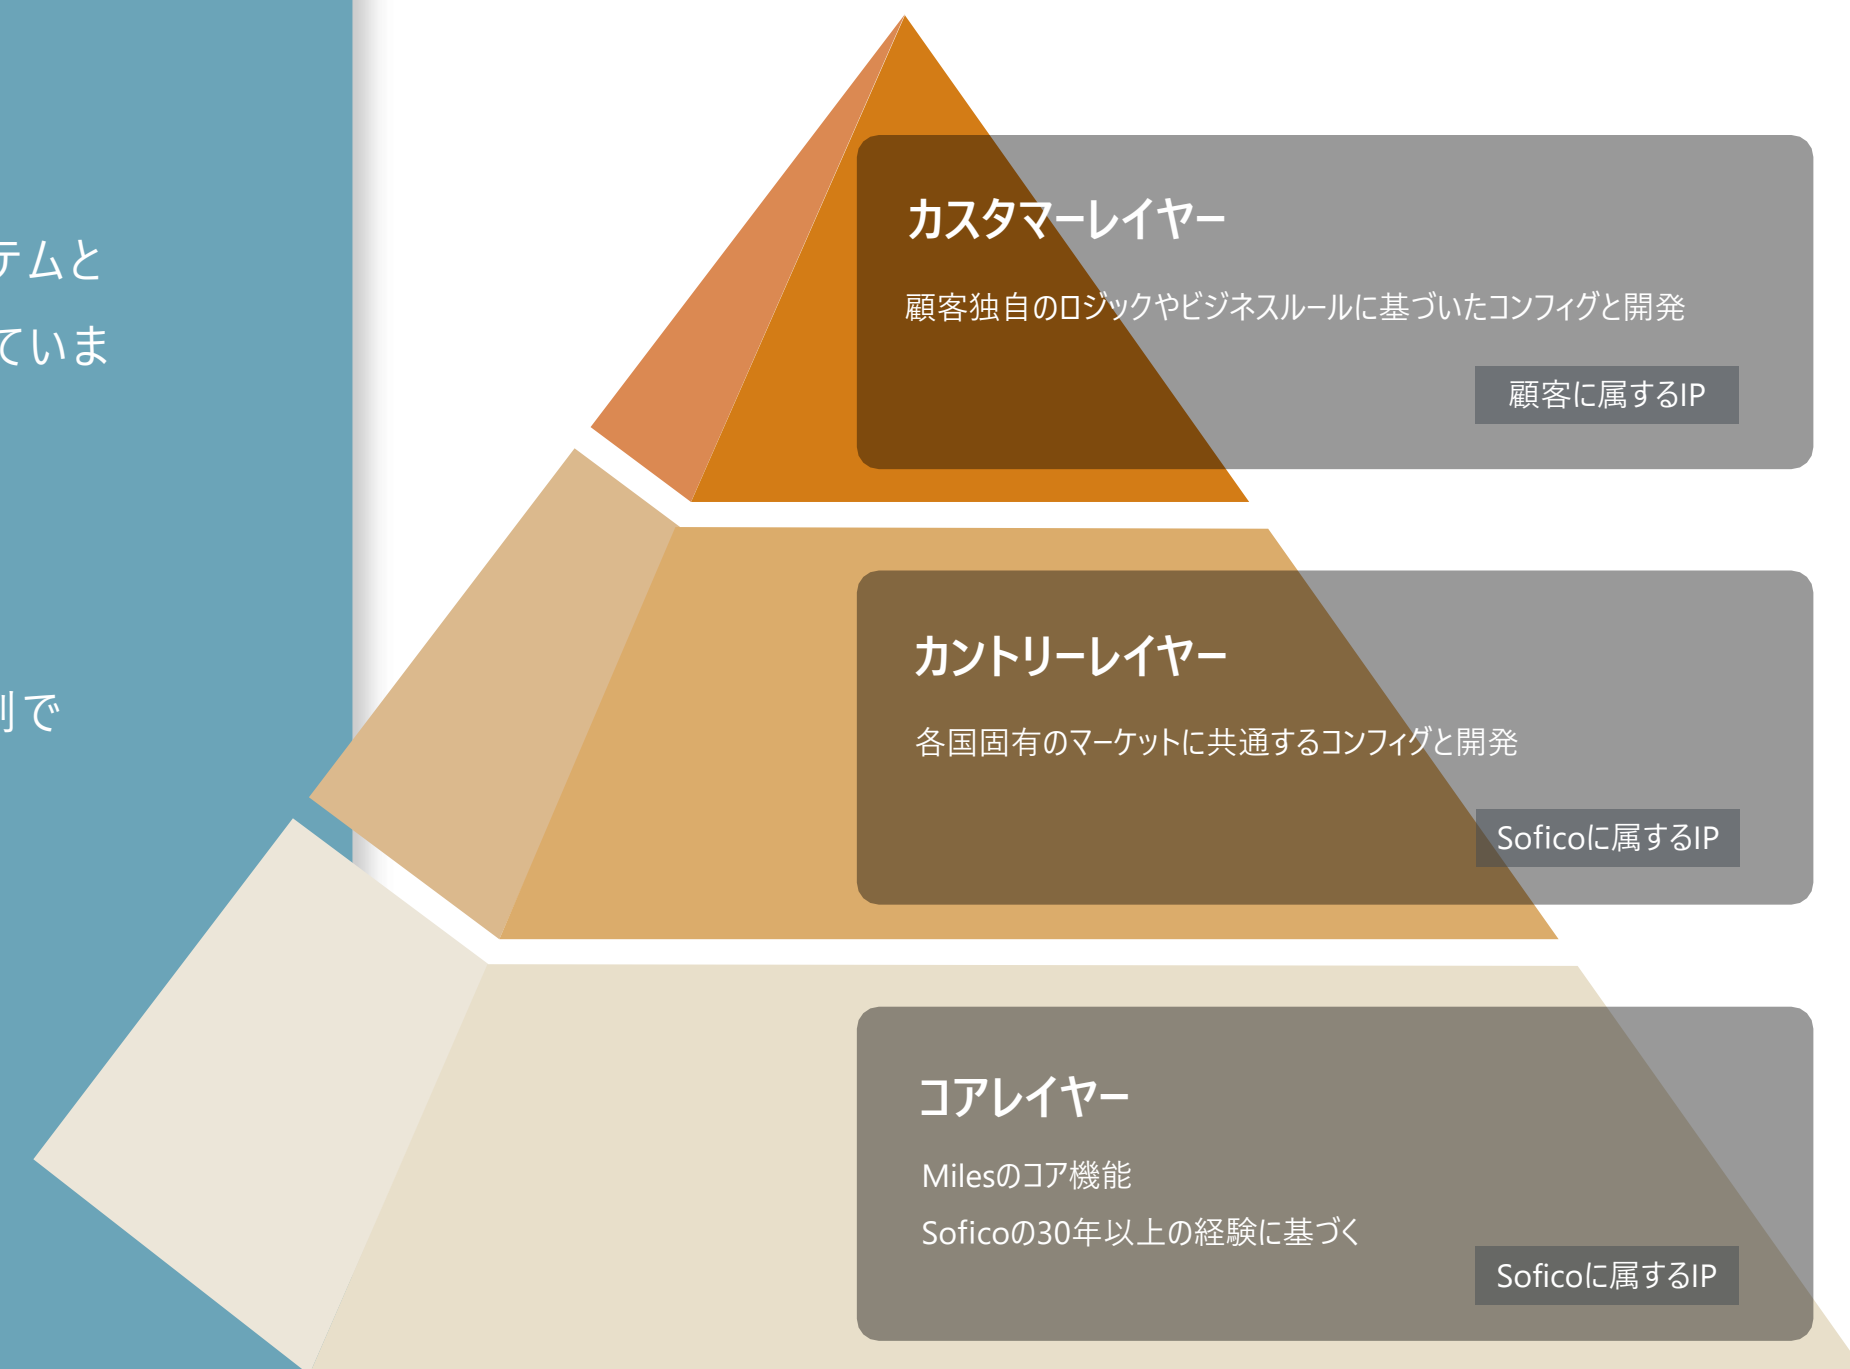 テムと
ていま
別で
カスタマーレイヤー
顧客独自のロジックやビジネスルールに基づいたコンフィグと開発
顧客に属するIP
カントリーレイヤー
各国固有のマーケットに共通するコンフィグと開発
Soficoに属するIP
コアレイヤー
Milesのコア機能
Soficoの30年以上の経験に基づく
Soficoに属するIP